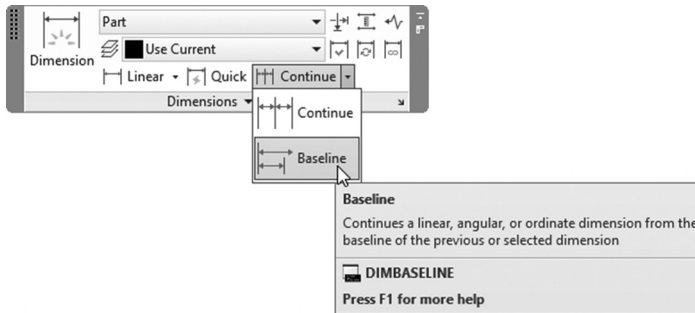 Part
Use Current
Dimension
Linear
Quick
Continue
Dimensions
Continue
Baseline
Baseline
Continues a linear, angular, or ordinate dimension from the
baseline of the previous or selected dimension
DIMBASELINE
Press F1 for more help